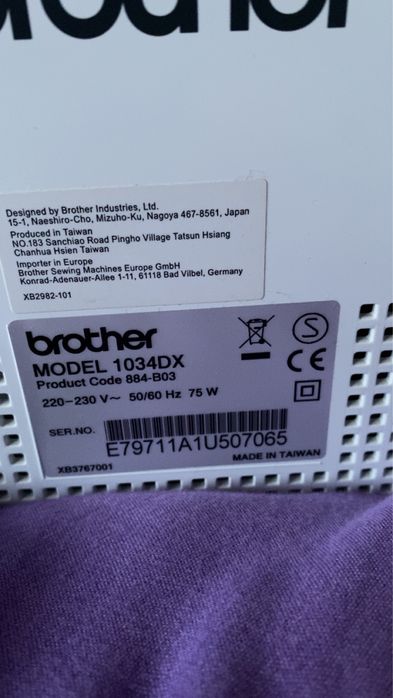 brother
Designed by Brother Industries, Ltd.
15-1, Naeshiro-Cho, Mizuho-Ku, Nagoya 467-8561, Japan
Produced in Taiwan
NO.183 Sanchiao Road Pingho Village Tatsun Hsiang
Chanhua Hsien Taiwan
Importer in Europe
Brother Sewing Machines Europe GmbH
Konrad-Adenauer-Allee 1-11, 61118 Bad Vilbel, Germany
XB2982-101
brother
MODEL 1034DX
Product Code 884-B03
220-230 V~ 50/60 Hz 75 W
S
CE
SER.NO.
E79711A1U507065
XB3767001
MADE IN TAIWAN